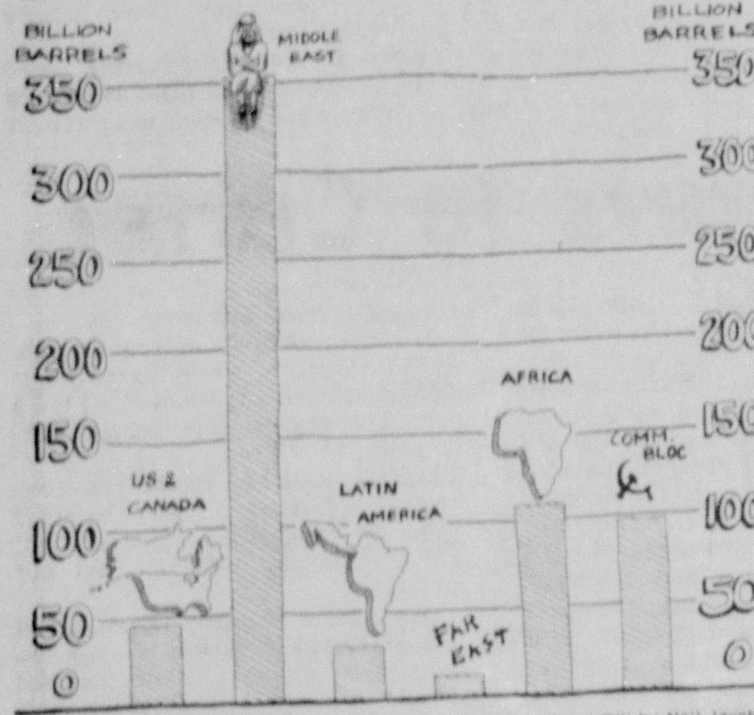 BILLION
BARRELS
BILLION
BARRELS
MIDDLE
EAST
350
350
300
300
250
250
200
200
AFRICA
150
150
COMM.
BLOC
US &
CANADA
LATIN
AMERICA
100
100
50
50
FAR
EAST
0
0